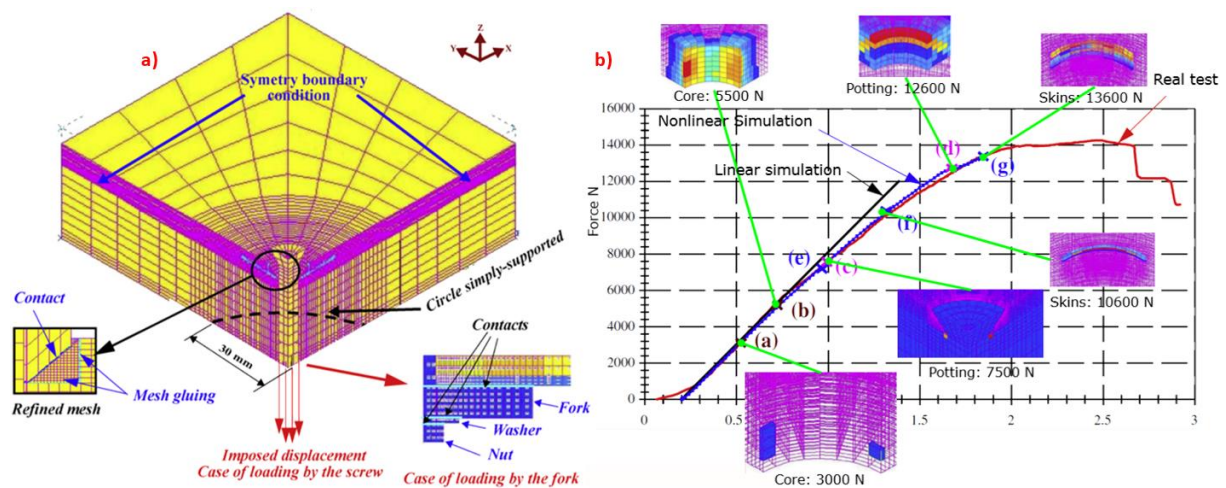 a)
Z
Y
X
Symetry boundary
condition
Circle simply-supported
Contact
30 mm
Mesh gluing
Refined mesh
Contacts
Fork
Washer
Nut
Imposed displacement
Case of loading by the screw
Case of loading by the fork
b)
Core: 5500 N
Potting: 12600 N
Skins: 13600 N
Real test
Nonlinear Simulation
Linear simulation
Force N
16000
14000
12000
10000
8000
6000
4000
2000
0
(d)
(g)
(f)
(e)
(c)
(b)
(a)
Skins: 10600 N
Potting: 7500 N
Core: 3000 N
0
0.5
1.5
2
2.5
3